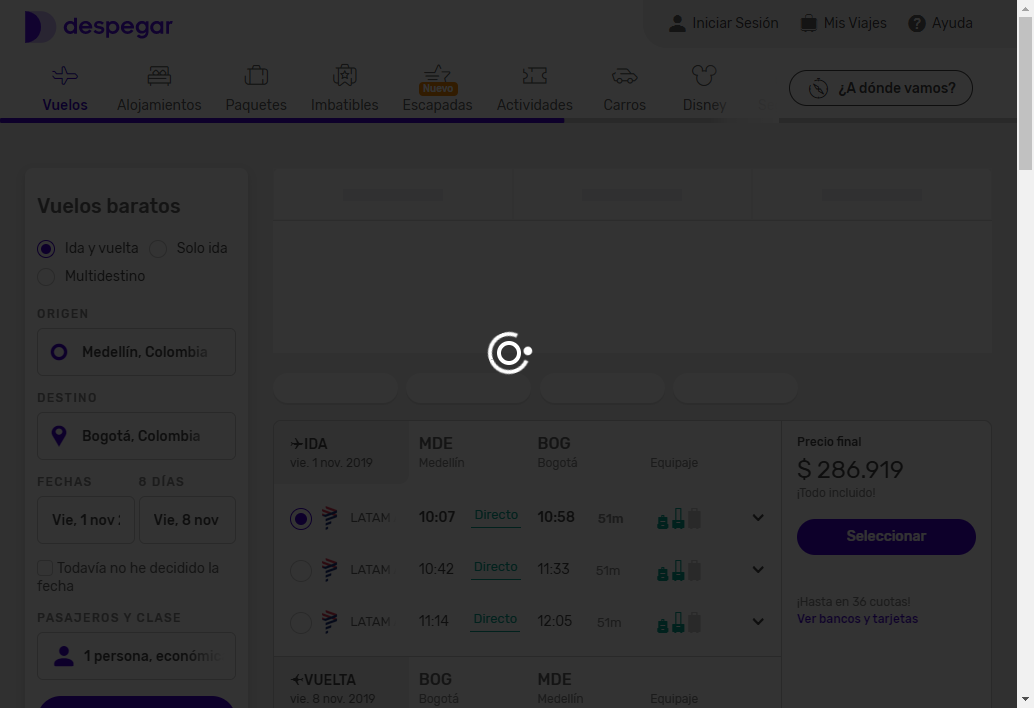 despegar
Iniciar Sesión
Mis Viajes
Ayuda
Vuelos
Alojamientos
Paquetes
Imbatibles
Nuevo
Escapadas
Actividades
Carros
Disney
¿A dónde vamos?
Vuelos baratos
Ida y vuelta
Solo ida
Multidestino
ORIGEN
Medellín, Colombia
DESTINO
Bogotá, Colombia
FECHAS
8 DÍAS
Vie, 1 nov
Vie, 8 nov
Todavía no he decidido la
fecha
PASAJEROS Y CLASE
1 persona, económic
IDA
vie. 1 nov. 2019
MDE
Medellín
BOG
Bogotá
Equipaje
LATAM 10:07 Directo 10:58 51m
LATAM 10:42 Directo 11:33 51m
LATAM 11:14 Directo 12:05 51m
VUELTA
vie. 8 nov. 2019
BOG
Bogotá
MDE
Medellín
Equipaje
Precio final
$ 286.919
¡Todo incluido!
Seleccionar
¡Hasta en 36 cuotas!
Ver bancos y tarjetas